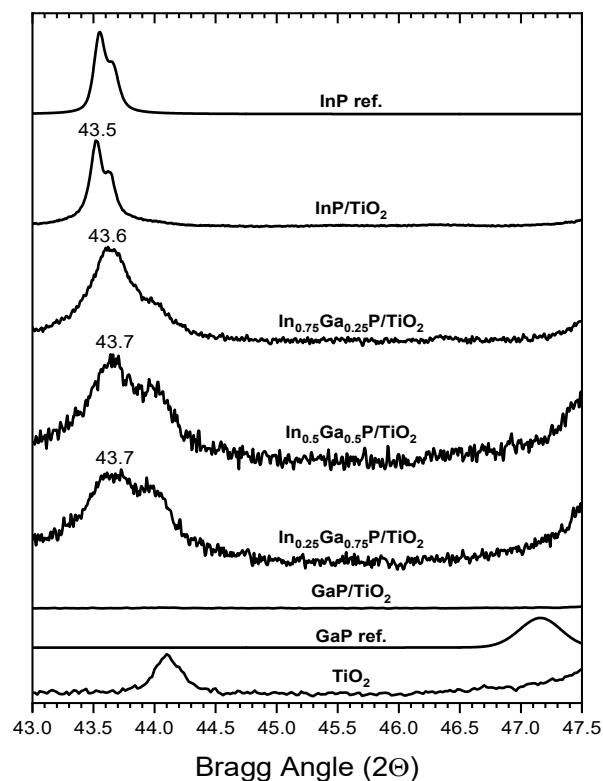 InP ref.
43.5
InP/TiO₂
43.6
In₀.₇₅Ga₀.₂₅P/TiO₂
43.7
In₀.₅Ga₀.₅P/TiO₂
43.7
In₀.₂₅Ga₀.₇₅P/TiO₂
GaP/TiO₂
GaP ref.
TiO₂
43.0 43.5 44.0 44.5 45.0 45.5 46.0 46.5 47.0 47.5
Bragg Angle (2Θ)